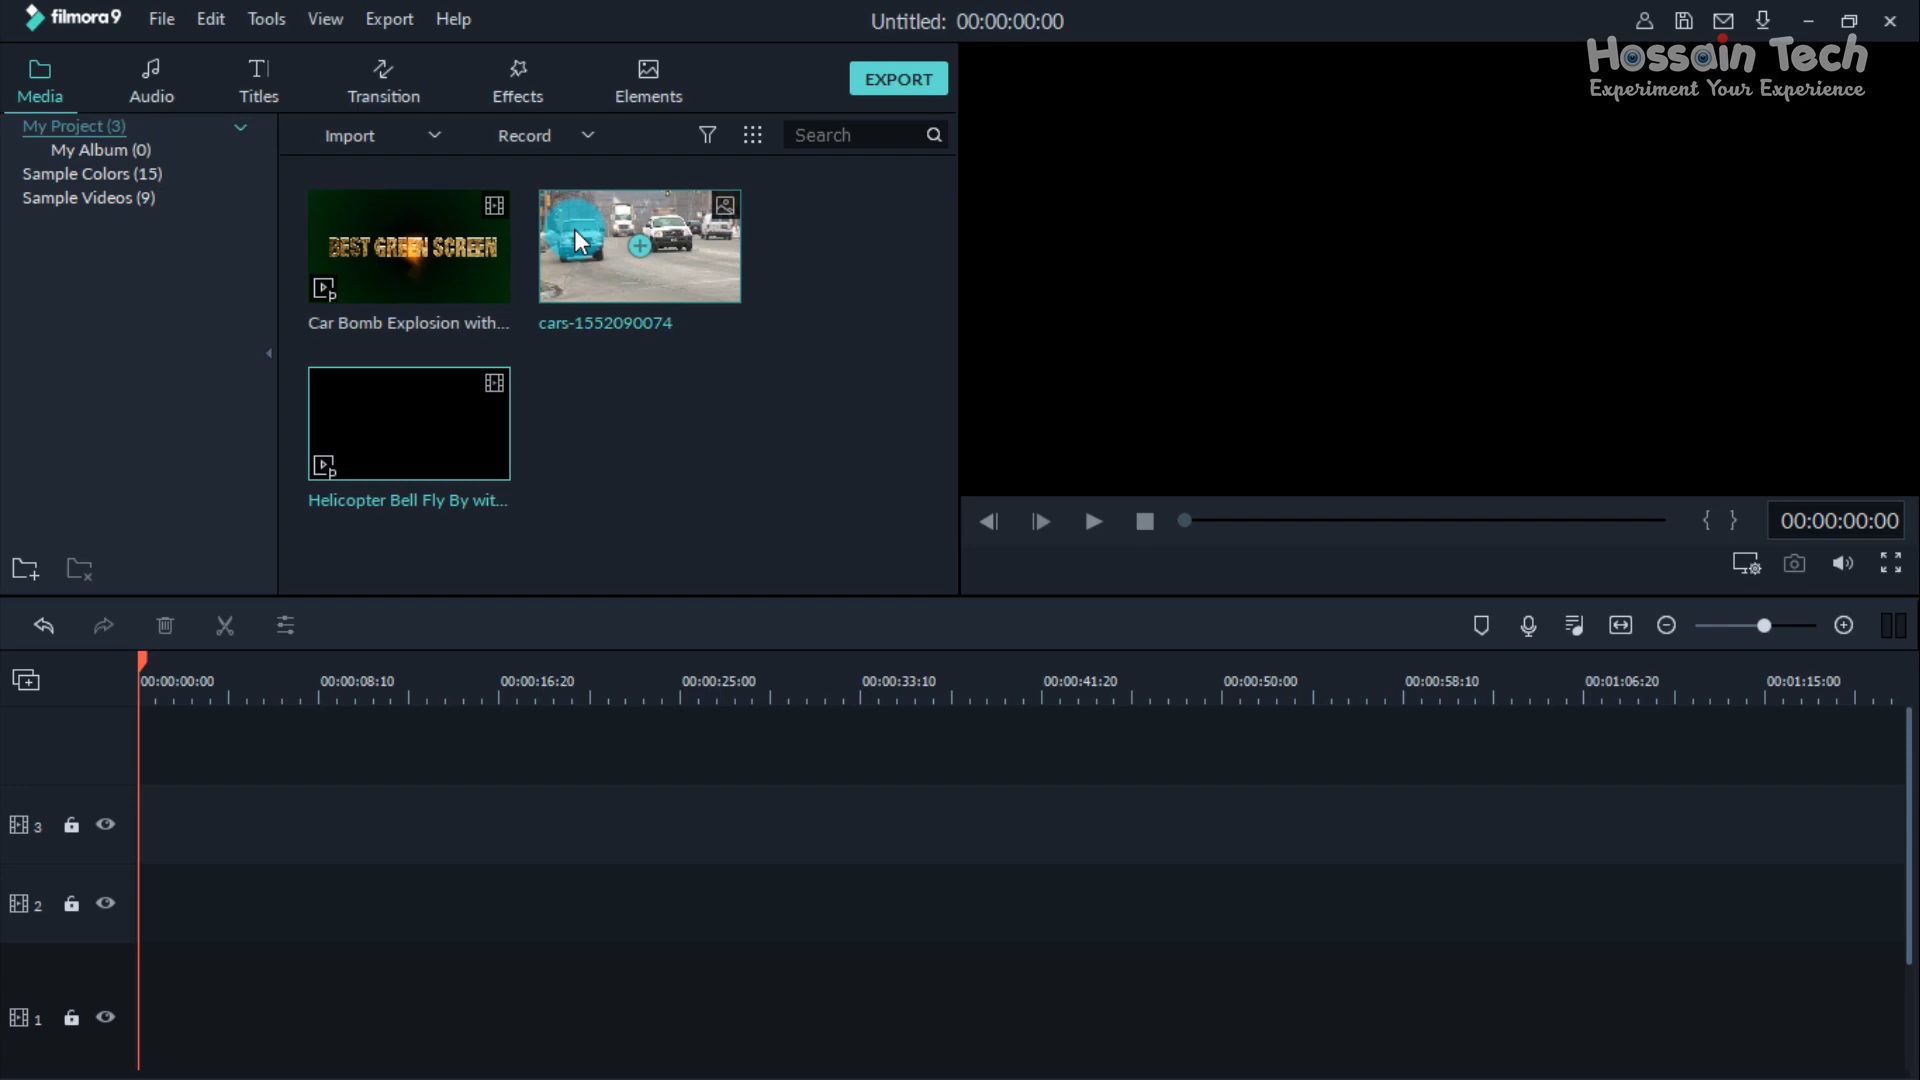 filmora9 File Edit Tools View Export Help Untitled: 00:00:00:00
Hossain Tech
Experiment Your Experience
Media Audio Titles Transition Effects Elements EXPORT
My Project (3)
My Album (0)
Sample Colors (15)
Sample Videos (9)
Import Record Search
BEST GREEN SCREEN
Car Bomb Explosion with... cars-1552090074
Helicopter Bell Fly By wit...
{ } 00:00:00:00
00:00:00:00 00:00:08:10 00:00:16:20 00:00:25:00 00:00:33:10 00:00:41:20 00:00:50:00 00:00:58:10 00:01:06:20 00:01:15:00
3
2
1